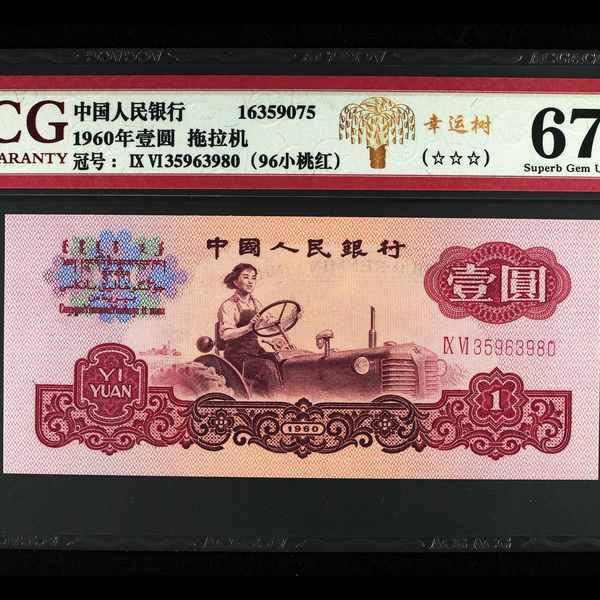 CG
ARANTY
中国人民银行 16359075
1960年壹圆 拖拉机
冠号：IX VI35963980（96小桃红）
幸运树
(☆☆☆)
67
Superb Gem U
中國人民銀行
壹圓
IX VI 35963980
YI
YUAN
1960
1